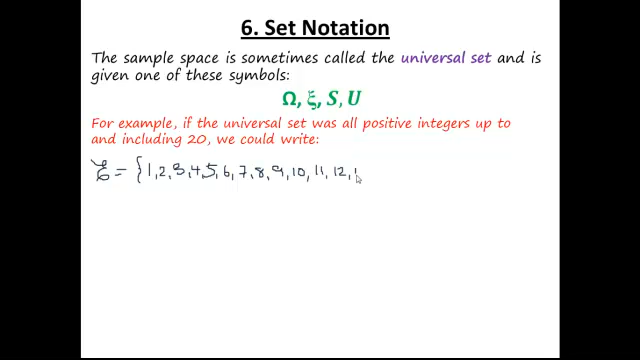 6. Set Notation
The sample space is sometimes called the universal set and is
given one of these symbols:
Ω, ξ, S, U
For example, if the universal set was all positive integers up to
and including 20, we could write:
ξ = {1, 2, 3, 4, 5, 6, 7, 8, 9, 10, 11, 12, 1